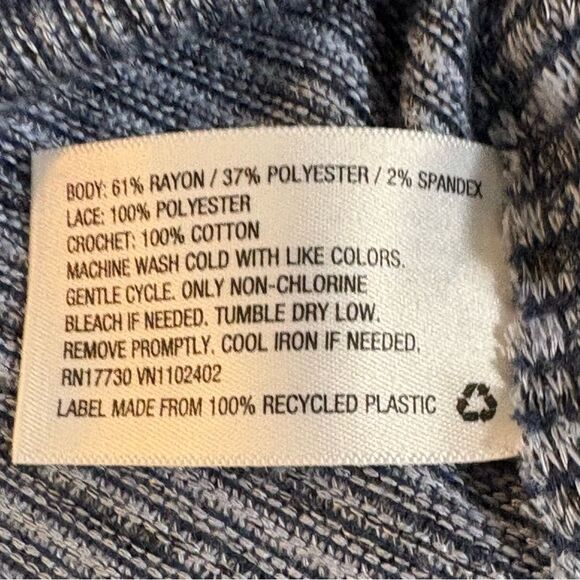 BODY: 61% RAYON / 37% POLYESTER / 2% SPANDEX
LACE: 100% POLYESTER
CROCHET: 100% COTTON
MACHINE WASH COLD WITH LIKE COLORS.
GENTLE CYCLE. ONLY NON-CHLORINE
BLEACH IF NEEDED. TUMBLE DRY LOW.
REMOVE PROMPTLY. COOL IRON IF NEEDED.
RN17730 VN1102402
LABEL MADE FROM 100% RECYCLED PLASTIC